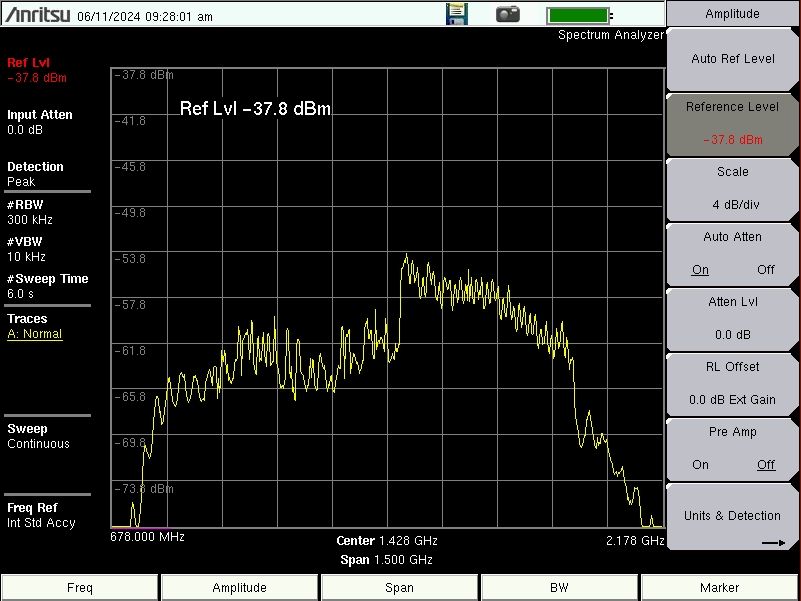 Anritsu 06/11/2024 09:28:01 am
Spectrum Analyzer
Amplitude
Ref Lvl
-37.8 dBm
Input Atten
0.0 dB
Detection
Peak
#RBW
300 kHz
#VBW
10 kHz
#Sweep Time
6.0 s
Traces
A: Normal
Sweep
Continuous
Freq Ref
Int Std Accy
-37.8 dBm
Ref Lvl -37.8 dBm
-41.8
-45.8
-49.8
-53.8
-57.8
-61.8
-65.8
-69.8
-73.8 dBm
678.000 MHz
Center 1.428 GHz
2.178 GHz
Span 1.500 GHz
Auto Ref Level
Reference Level
-37.8 dBm
Scale
4 dB/div
Auto Atten
On Off
Atten Lvl
0.0 dB
RL Offset
0.0 dB Ext Gain
Pre Amp
On Off
Units & Detection
Freq
Amplitude
Span
BW
Marker